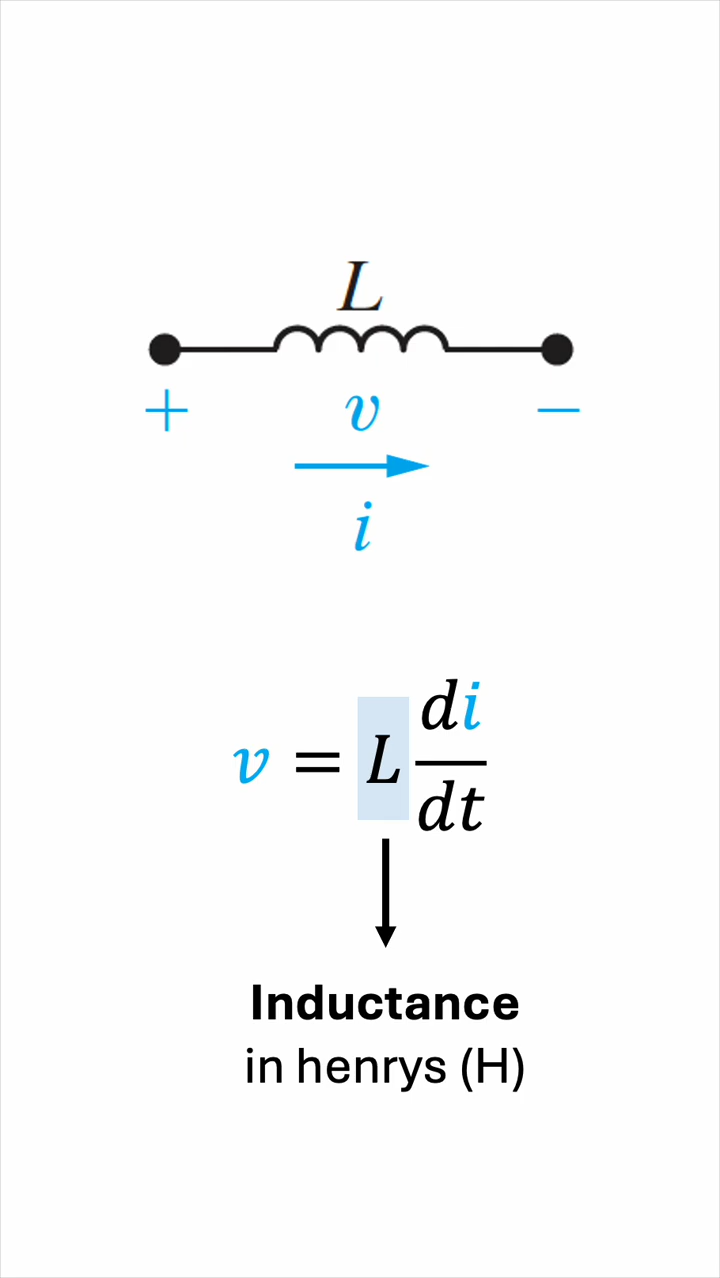 L
+ v −
i
v = L di/dt
Inductance
in henrys (H)